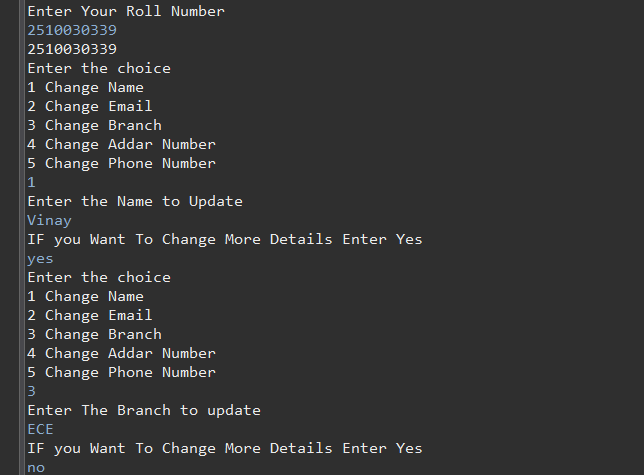 Enter Your Roll Number
2510030339
2510030339
Enter the choice
1 Change Name
2 Change Email
3 Change Branch
4 Change Addar Number
5 Change Phone Number
1
Enter the Name to Update
Vinay
IF you Want To Change More Details Enter Yes
yes
Enter the choice
1 Change Name
2 Change Email
3 Change Branch
4 Change Addar Number
5 Change Phone Number
3
Enter The Branch to update
ECE
IF you Want To Change More Details Enter Yes
no